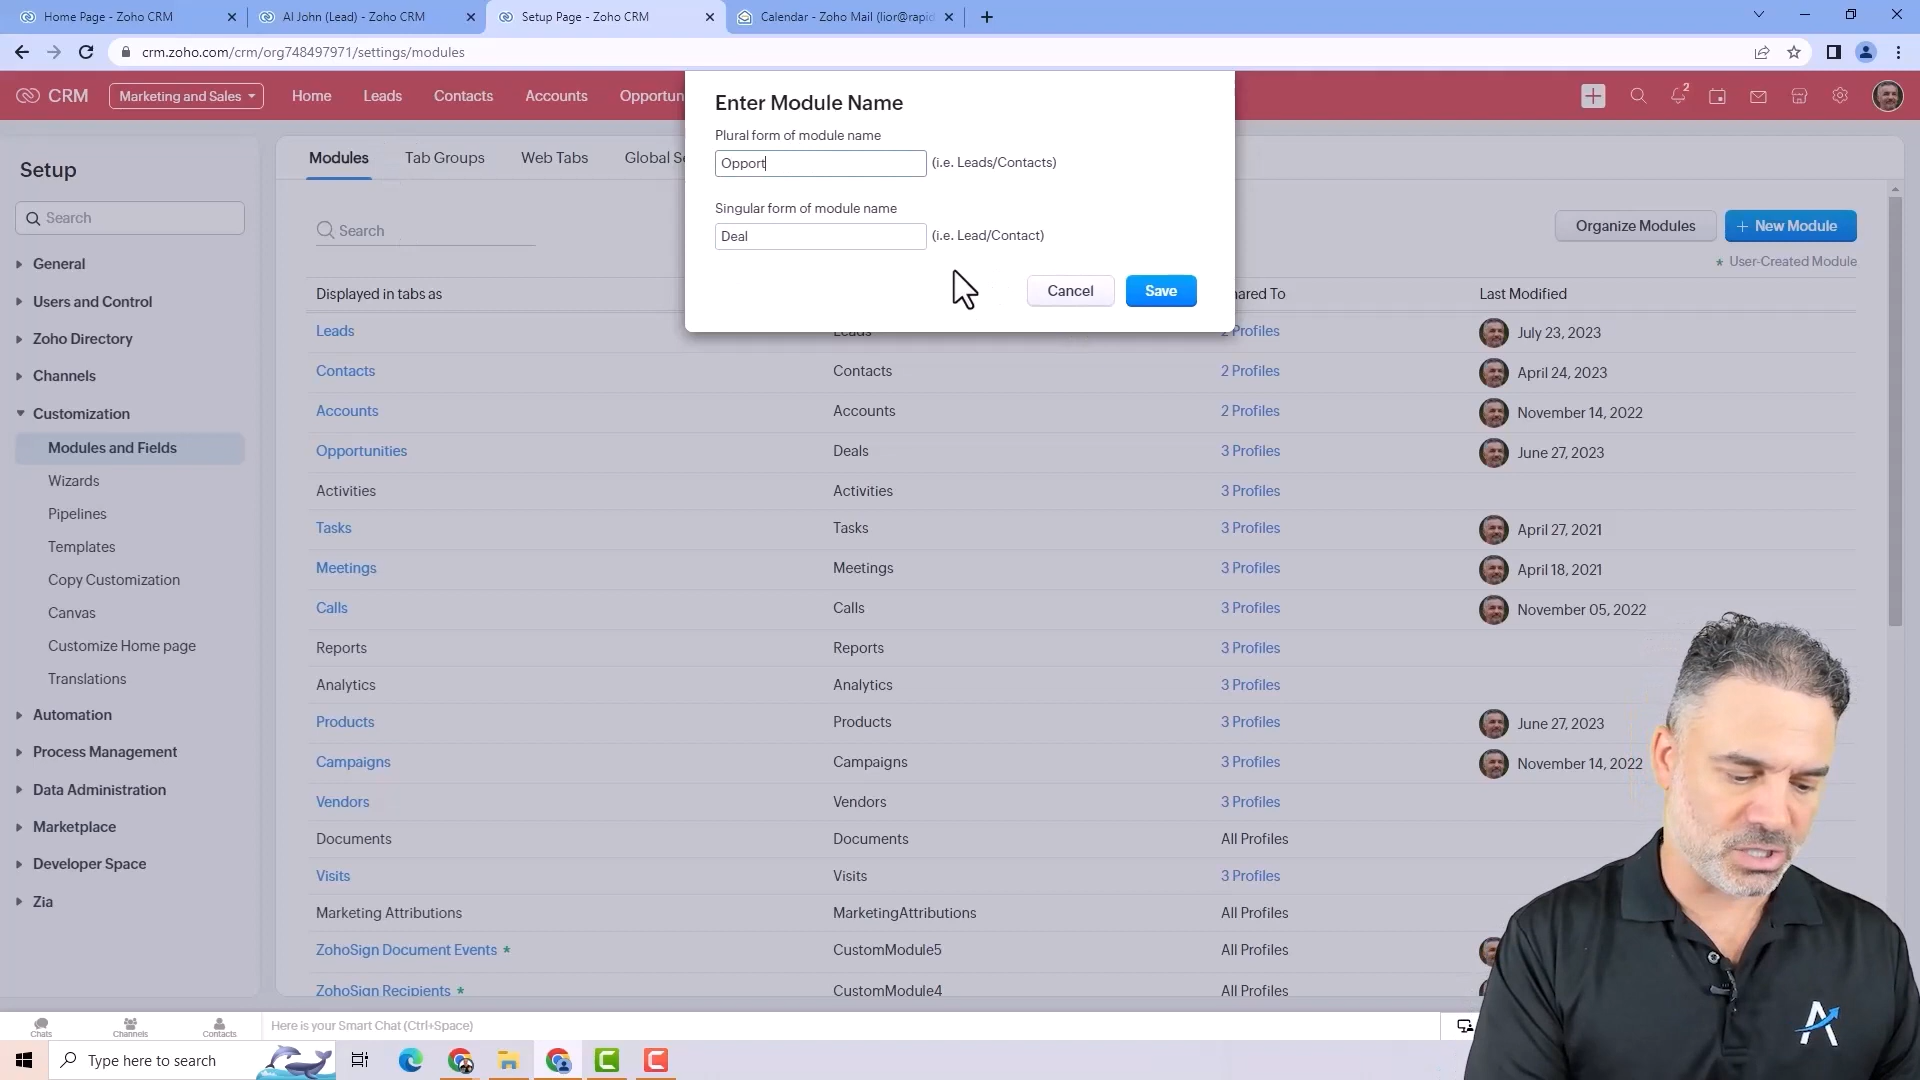 Home Page - Zoho CRM
Al John (Lead) - Zoho CRM
Setup Page - Zoho CRM
Calendar - Zoho Mail (lior@rapid
crm.zoho.com/crm/org748497971/settings/modules
CRM
Marketing and Sales
Home
Leads
Contacts
Accounts
Opportun
2
Enter Module Name
Plural form of module name
Opport
(i.e. Leads/Contacts)
Singular form of module name
Deal
(i.e. Lead/Contact)
Cancel
Save
Setup
Search
General
Users and Control
Zoho Directory
Channels
Customization
Modules and Fields
Wizards
Pipelines
Templates
Copy Customization
Canvas
Customize Home page
Translations
Automation
Process Management
Data Administration
Marketplace
Developer Space
Zia
Modules
Tab Groups
Web Tabs
Global Se
Search
Organize Modules
+ New Module
* User-Created Module
Displayed in tabs as
hared To
Last Modified
Leads Leads 2 Profiles July 23, 2023
Contacts Contacts 2 Profiles April 24, 2023
Accounts Accounts 2 Profiles November 14, 2022
Opportunities Deals 3 Profiles June 27, 2023
Activities Activities 3 Profiles
Tasks Tasks 3 Profiles April 27, 2021
Meetings Meetings 3 Profiles April 18, 2021
Calls Calls 3 Profiles November 05, 2022
Reports Reports 3 Profiles
Analytics Analytics 3 Profiles
Products Products 3 Profiles June 27, 2023
Campaigns Campaigns 3 Profiles November 14, 2022
Vendors Vendors 3 Profiles
Documents Documents All Profiles
Visits Visits 3 Profiles
Marketing Attributions MarketingAttributions All Profiles
ZohoSign Document Events * CustomModule5 All Profiles
ZohoSign Recipients * CustomModule4 All Profiles
Chats
Channels
Contacts
Here is your Smart Chat (Ctrl+Space)
Type here to search